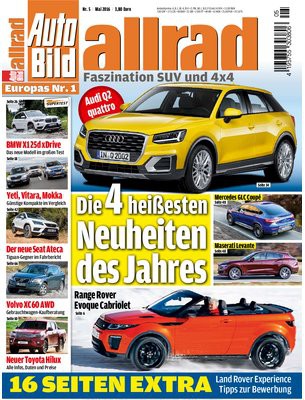 Nr. 5 Mai 2016 3,80 Euro
Auto
Bild
allrad
allrad
Europas Nr. 1
Faszination SUV und 4x4
Audi Q2
quattro
BMW X1 25d xDrive
Das neue Modell im großen Test
Yeti, Vitara, Mokka
Günstige Kompakte im Vergleich
Der neue Seat Ateca
Tiguan-Gegner im Fahrbericht
Volvo XC60 AWD
Gebrauchtwagen-Kaufberatung
Neuer Toyota Hilux
Alle Infos, Daten und Preise
Mercedes GLC Coupé
Maserati Levante
Die 4 heißesten
Neuheiten
des Jahres
Range Rover
Evoque Cabriolet
16 SEITEN EXTRA
Land Rover Experience
Tipps zur Bewerbung